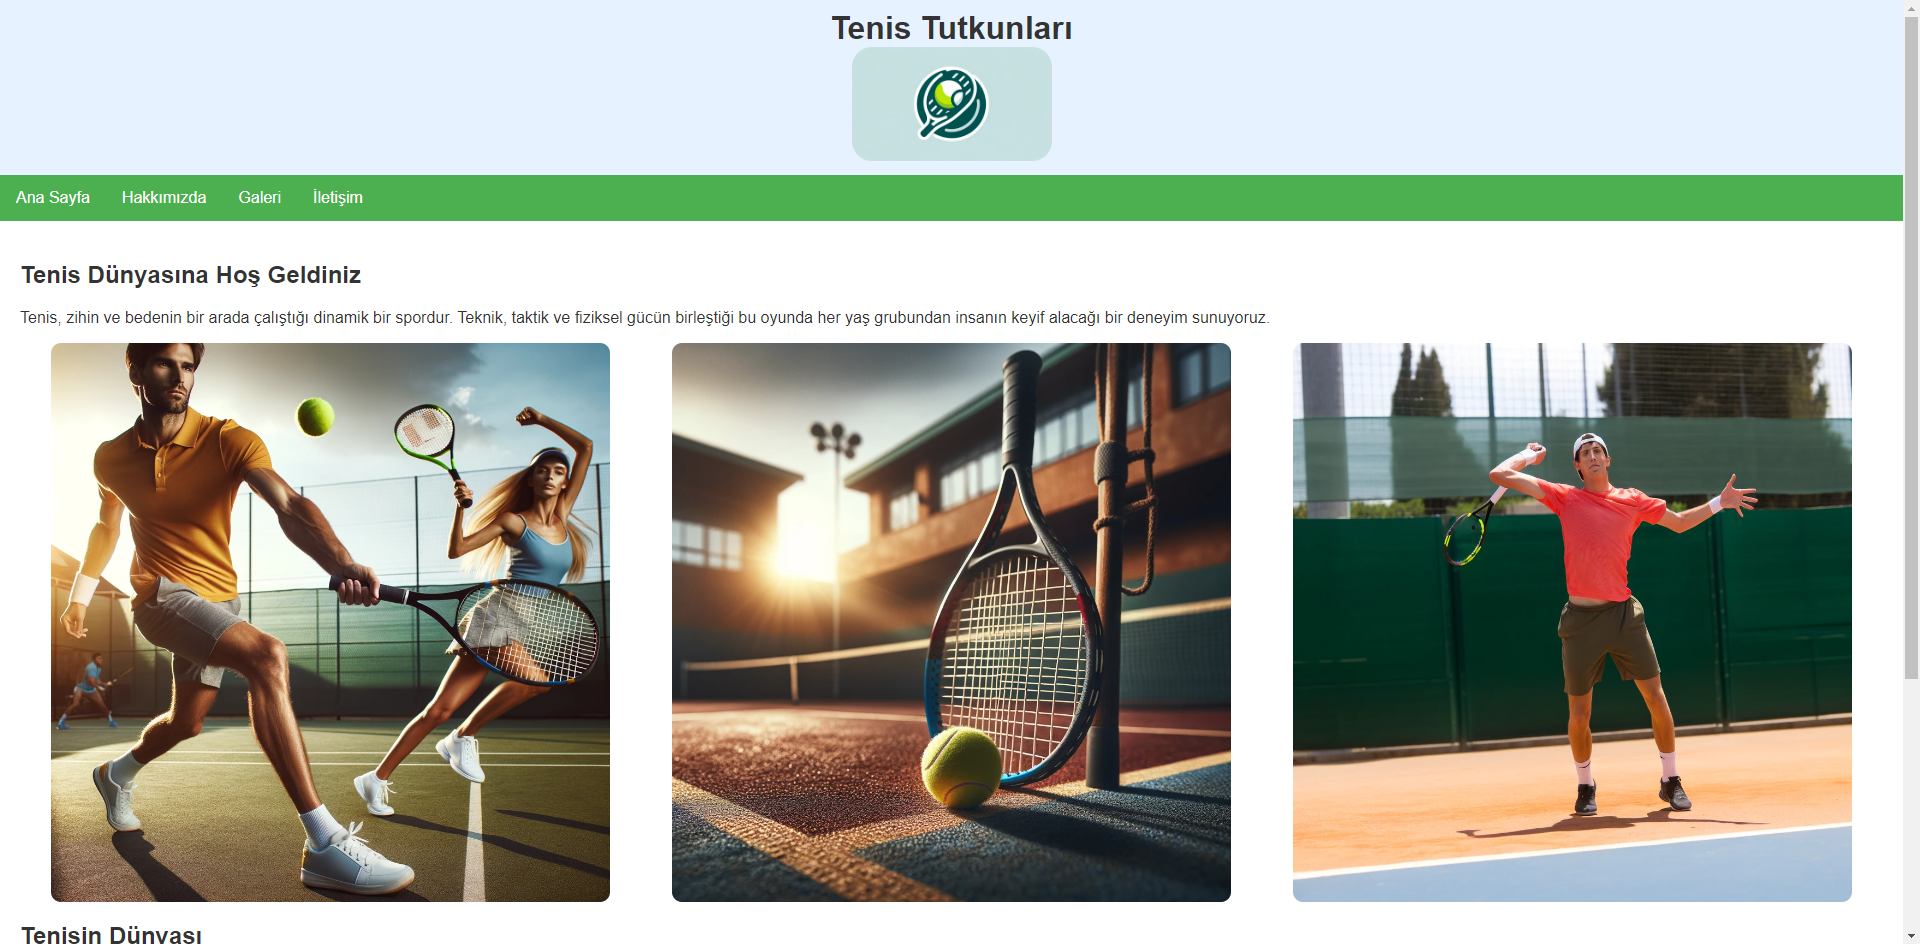 Tenis Tutkunları
Ana Sayfa Hakkımızda Galeri İletişim
Tenis Dünyasına Hoş Geldiniz
Tenis, zihin ve bedenin bir arada çalıştığı dinamik bir spordur. Teknik, taktik ve fiziksel gücün birleştiği bu oyunda her yaş grubundan insanın keyif alacağı bir deneyim sunuyoruz.
Tenisin Dünyası